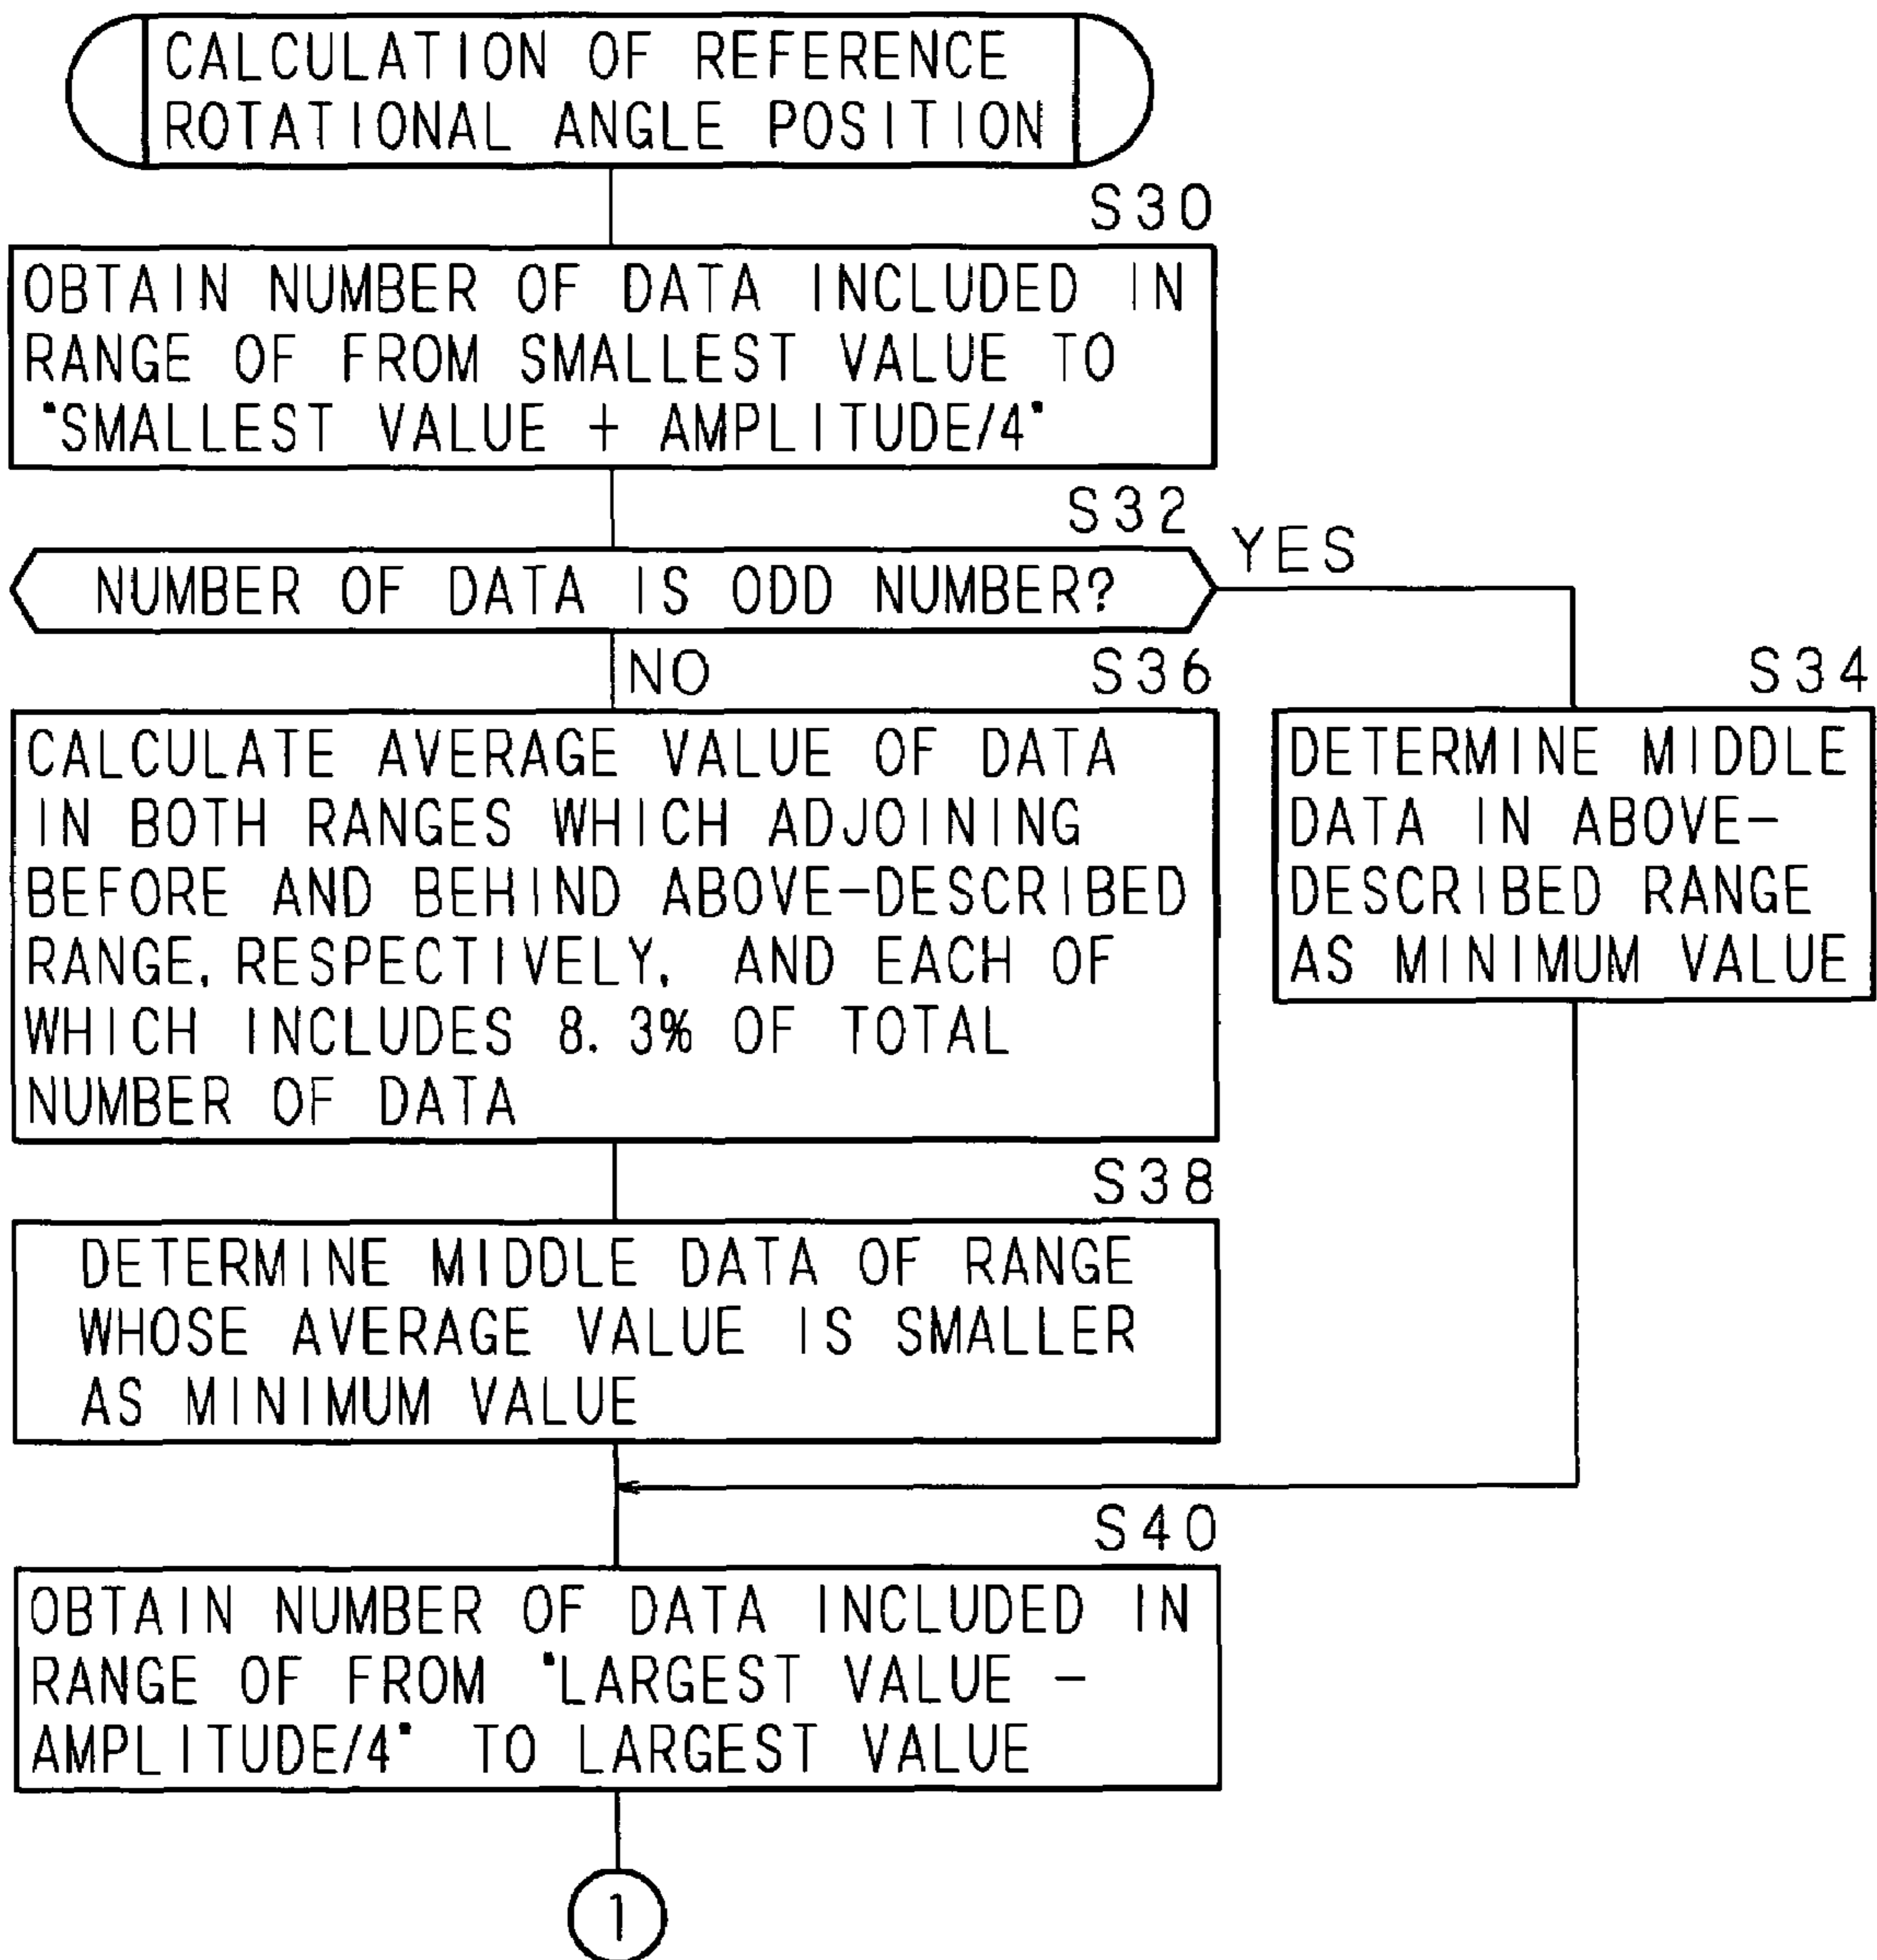 CALCULATION OF REFERENCE
ROTATIONAL ANGLE POSITION
S30
OBTAIN NUMBER OF DATA INCLUDED IN
RANGE OF FROM SMALLEST VALUE TO
"SMALLEST VALUE + AMPLITUDE/4"
S32
NUMBER OF DATA IS ODD NUMBER?
YES
NO
S36
CALCULATE AVERAGE VALUE OF DATA
IN BOTH RANGES WHICH ADJOINING
BEFORE AND BEHIND ABOVE-DESCRIBED
RANGE, RESPECTIVELY, AND EACH OF
WHICH INCLUDES 8.3% OF TOTAL
NUMBER OF DATA
S34
DETERMINE MIDDLE
DATA IN ABOVE-
DESCRIBED RANGE
AS MINIMUM VALUE
S38
DETERMINE MIDDLE DATA OF RANGE
WHOSE AVERAGE VALUE IS SMALLER
AS MINIMUM VALUE
S40
OBTAIN NUMBER OF DATA INCLUDED IN
RANGE OF FROM "LARGEST VALUE -
AMPLITUDE/4" TO LARGEST VALUE
1